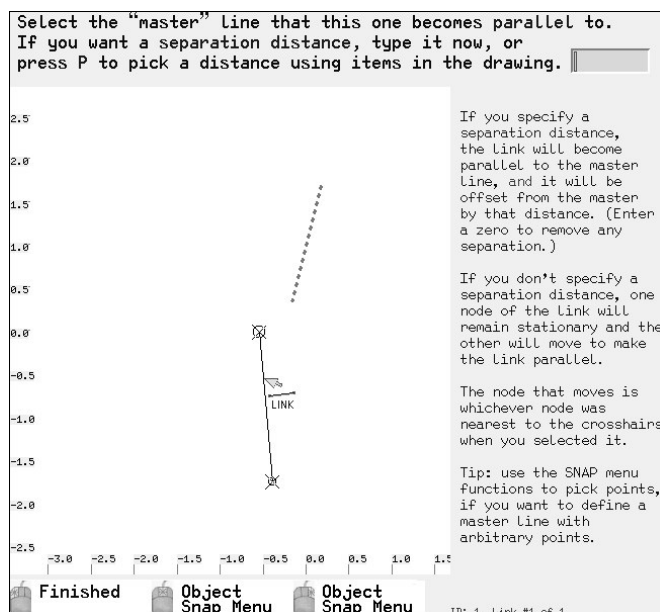 Select the “master” line that this one becomes parallel to.
If you want a separation distance, type it now, or
press P to pick a distance using items in the drawing.
If you specify a
separation distance,
the link will become
parallel to the master
line, and it will be
offset from the master
by that distance. (Enter
a zero to remove any
separation.)
If you don't specify a
separation distance, one
node of the Link will
remain stationary and the
other will move to make
the link parallel.
The node that moves is
whichever node was
nearest to the crosshairs
when you selected it.
Tip: use the SNAP menu
functions to pick points,
if you want to define a
master line with
arbitrary points.
2.5
2.0
1.5
1.0
0.5
0.0
-0.5
-1.0
-1.5
-2.0
-2.5
LINK
-3.0 -2.5 -2.0 -1.5 -1.0 -0.5 0.0 0.5 1.0 1.5
Finished
Object
Snap Menu
Object
Snap Menu
ID: 1 Link #1 of 1